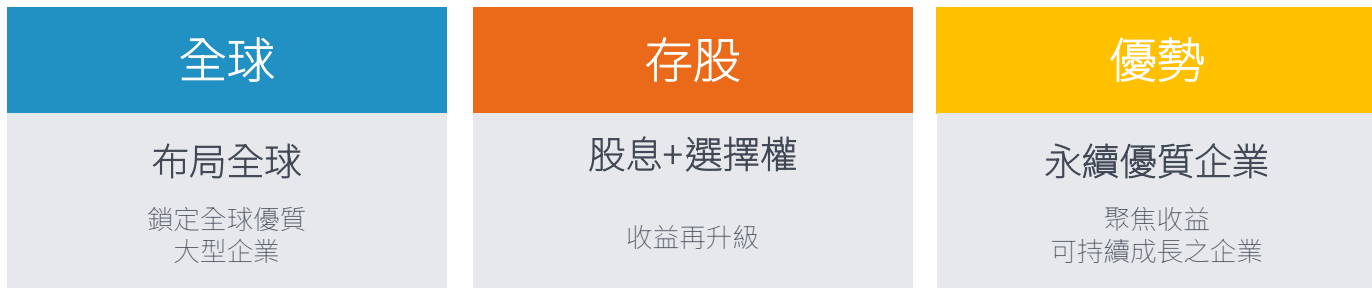 全球
布局全球
鎖定全球優質
大型企業
存股
股息+選擇權
收益再升級
優勢
永續優質企業
聚焦收益
可持續成長之企業